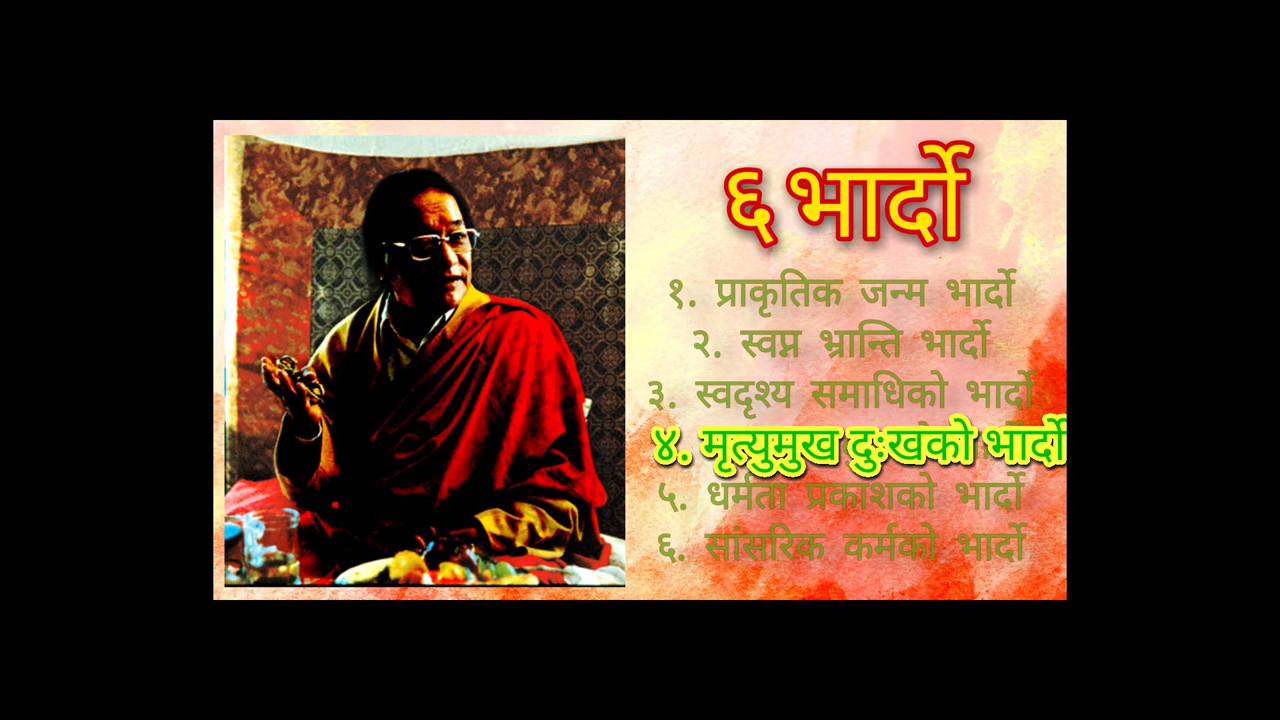 ६ भार्दो
१. प्राकृतिक जन्म भार्दो
२. स्वप्न भ्रान्ति भार्दो
३. स्वदृश्य समाधिको भार्दो
४. मृत्युमुख दुःखको भार्दो
५. धर्मता प्रकाशको भार्दो
६. सांसरिक कर्मको भार्दो